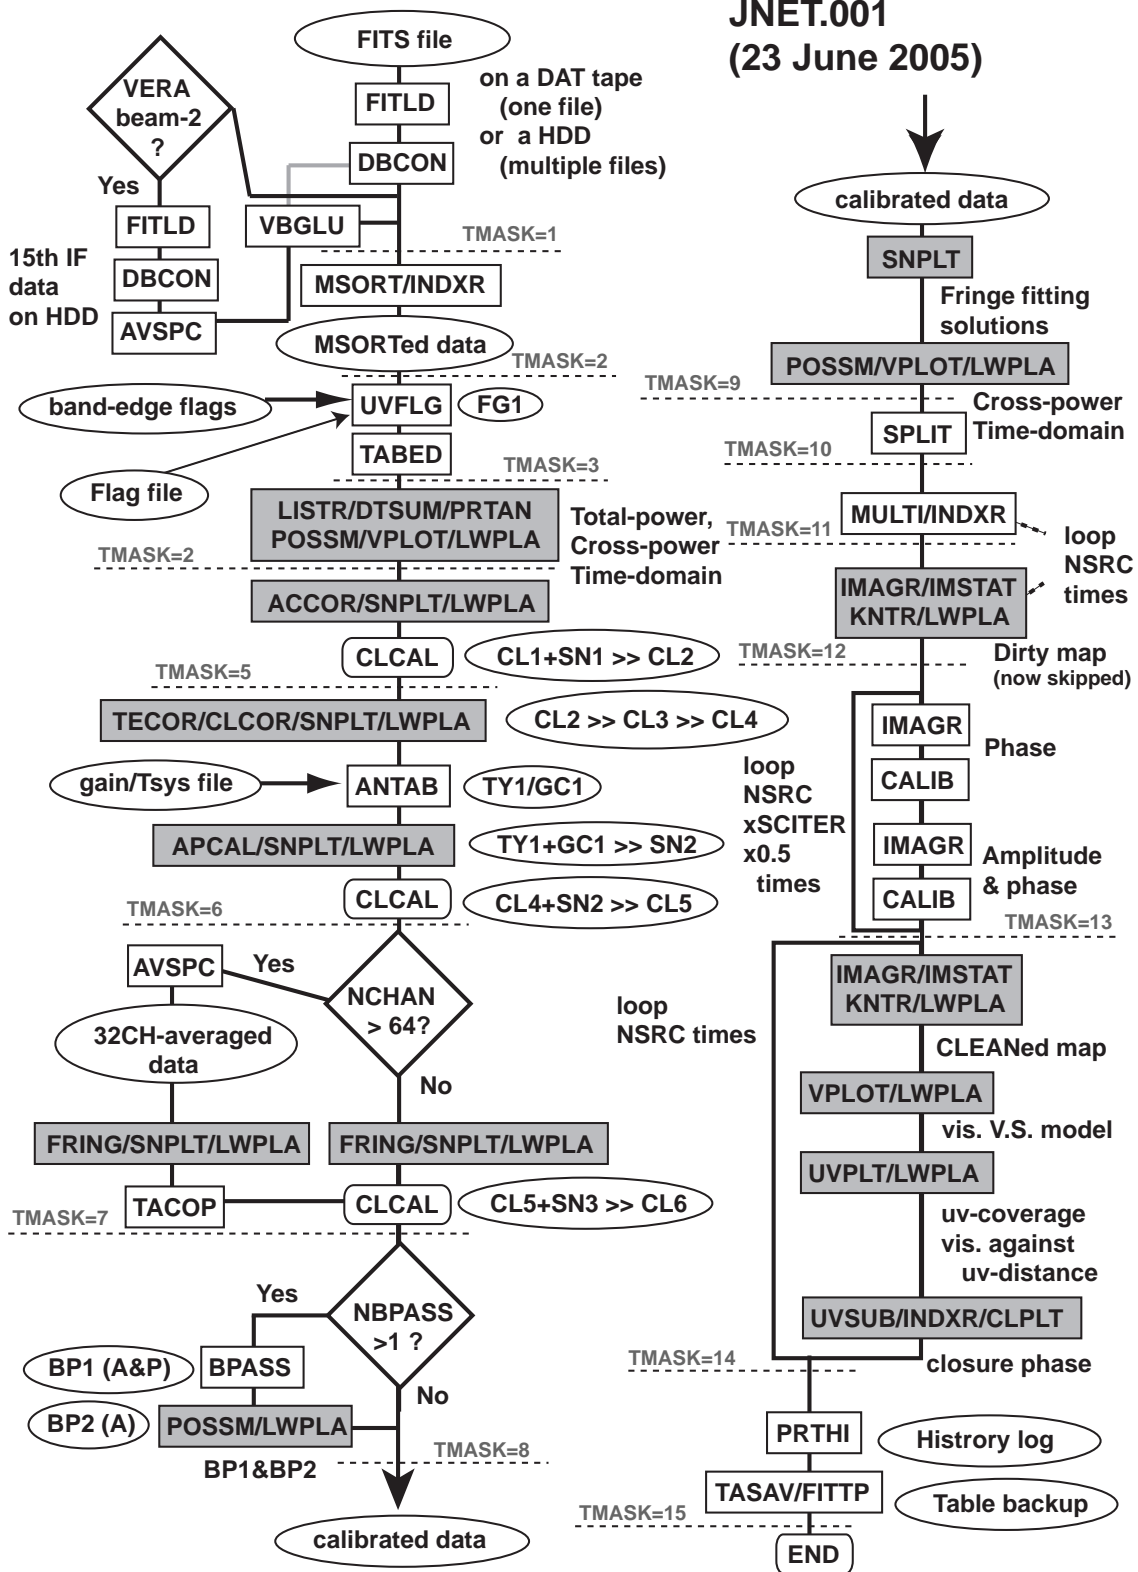 JNET.001
(23 June 2005)
FITS file
VERA
beam-2
?
FITLD
on a DAT tape
(one file)
or a HDD
(multiple files)
DBCON
Yes
FITLD
VBGLU
TMASK=1
15th IF
data
on HDD
DBCON
MSORT/INDXR
AVSPC
MSORTed data
TMASK=2
band-edge flags
UVFLG
FG1
TABED
TMASK=3
Flag file
LISTR/DTSUM/PRTAN
POSSM/VPLOT/LWPLA
Total-power,
Cross-power
Time-domain
TMASK=2
ACCOR/SNPLT/LWPLA
CLCAL
CL1+SN1 >> CL2
TMASK=5
TECOR/CLCOR/SNPLT/LWPLA
CL2 >> CL3 >> CL4
gain/Tsys file
ANTAB
TY1/GC1
APCAL/SNPLT/LWPLA
TY1+GC1 >> SN2
CLCAL
CL4+SN2 >> CL5
TMASK=6
AVSPC
Yes
NCHAN
> 64?
32CH-averaged
data
No
FRING/SNPLT/LWPLA
FRING/SNPLT/LWPLA
TACOP
CLCAL
CL5+SN3 >> CL6
TMASK=7
Yes
NBPASS
>1 ?
BP1 (A&P)
BPASS
No
BP2 (A)
POSSM/LWPLA
BP1&BP2
TMASK=8
calibrated data
calibrated data
SNPLT
Fringe fitting
solutions
POSSM/VPLOT/LWPLA
TMASK=9
Cross-power
Time-domain
SPLIT
TMASK=10
MULTI/INDXR
TMASK=11
loop
NSRC
times
IMAGR/IMSTAT
KNTR/LWPLA
TMASK=12
Dirty map
(now skipped)
IMAGR
Phase
CALIB
loop
NSRC
xSCITER
x0.5
times
IMAGR
Amplitude
& phase
CALIB
TMASK=13
IMAGR/IMSTAT
KNTR/LWPLA
loop
NSRC times
CLEANed map
VPLOT/LWPLA
vis. V.S. model
UVPLT/LWPLA
uv-coverage
vis. against
uv-distance
UVSUB/INDXR/CLPLT
TMASK=14
closure phase
PRTHI
Histrory log
TASAV/FITTP
Table backup
TMASK=15
END